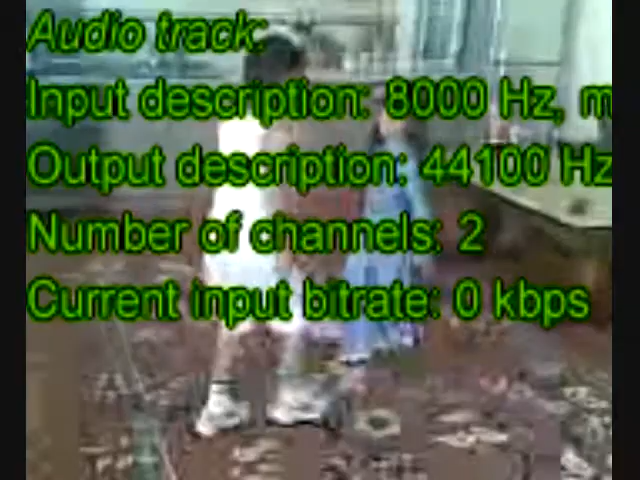 Audio track:
Input description: 8000 Hz, m
Output description: 44100 Hz
Number of channels: 2
Current input bitrate: 0 kbps